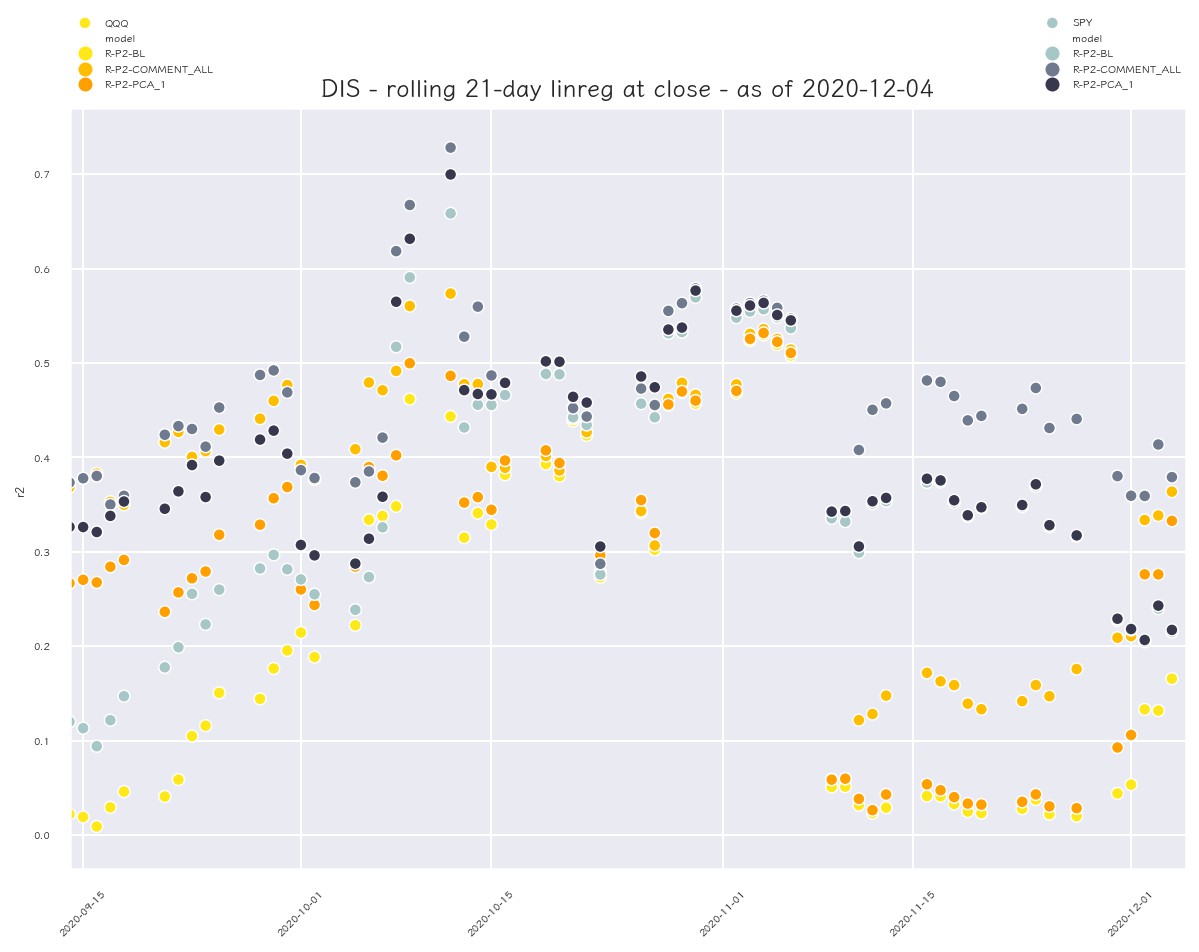 QQQ
model
R-P2-BL
R-P2-COMMENT_ALL
R-P2-PCA_1
SPY
model
R-P2-BL
R-P2-COMMENT_ALL
R-P2-PCA_1
DIS - rolling 21-day linreg at close - as of 2020-12-04
r2
0.7
0.6
0.5
0.4
0.3
0.2
0.1
0.0
2020-09-15
2020-10-01
2020-10-15
2020-11-01
2020-11-15
2020-12-01